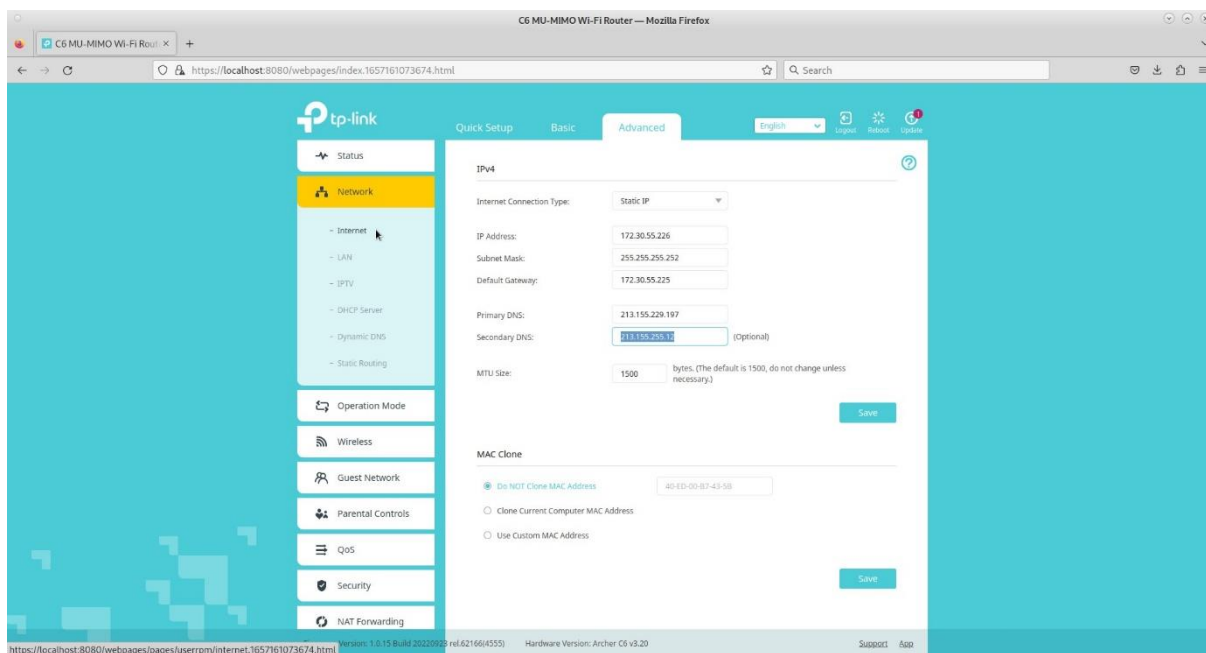 C6 MU-MIMO Wi-Fi Router — Mozilla Firefox
C6 MU-MIMO Wi-Fi Rout
https://localhost:8080/webpages/index.1657161073674.html
Search
tp-link
Quick Setup Basic Advanced
English
Logout Reboot Update
Status
Network
- Internet
- LAN
- IPTV
- DHCP Server
- Dynamic DNS
- Static Routing
Operation Mode
Wireless
Guest Network
Parental Controls
QoS
Security
NAT Forwarding
IPv4
Internet Connection Type: Static IP
IP Address: 172.30.55.226
Subnet Mask: 255.255.255.252
Default Gateway: 172.30.55.225
Primary DNS: 213.155.229.197
Secondary DNS: 213.155.255.12 (Optional)
MTU Size: 1500 bytes. (The default is 1500, do not change unless
necessary.)
Save
MAC Clone
Do NOT Clone MAC Address 40-ED-00-B7-43-5B
Clone Current Computer MAC Address
Use Custom MAC Address
Save
Version: 1.0.15 Build 20220923 rel.62166(4555) Hardware Version: Archer C6 v3.20 Support App
https://localhost:8080/webpages/pages/userrpm/internet.1657161073674.html